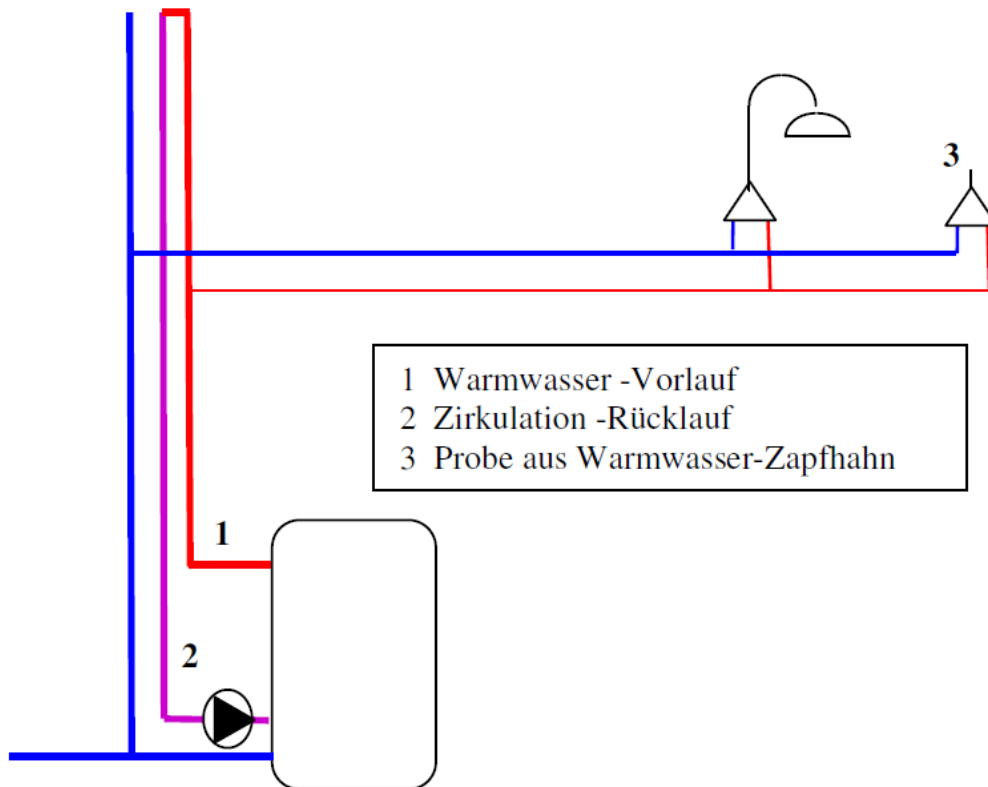 3
1 Warmwasser -Vorlauf
2 Zirkulation -Rücklauf
3 Probe aus Warmwasser-Zapfhahn
1
2